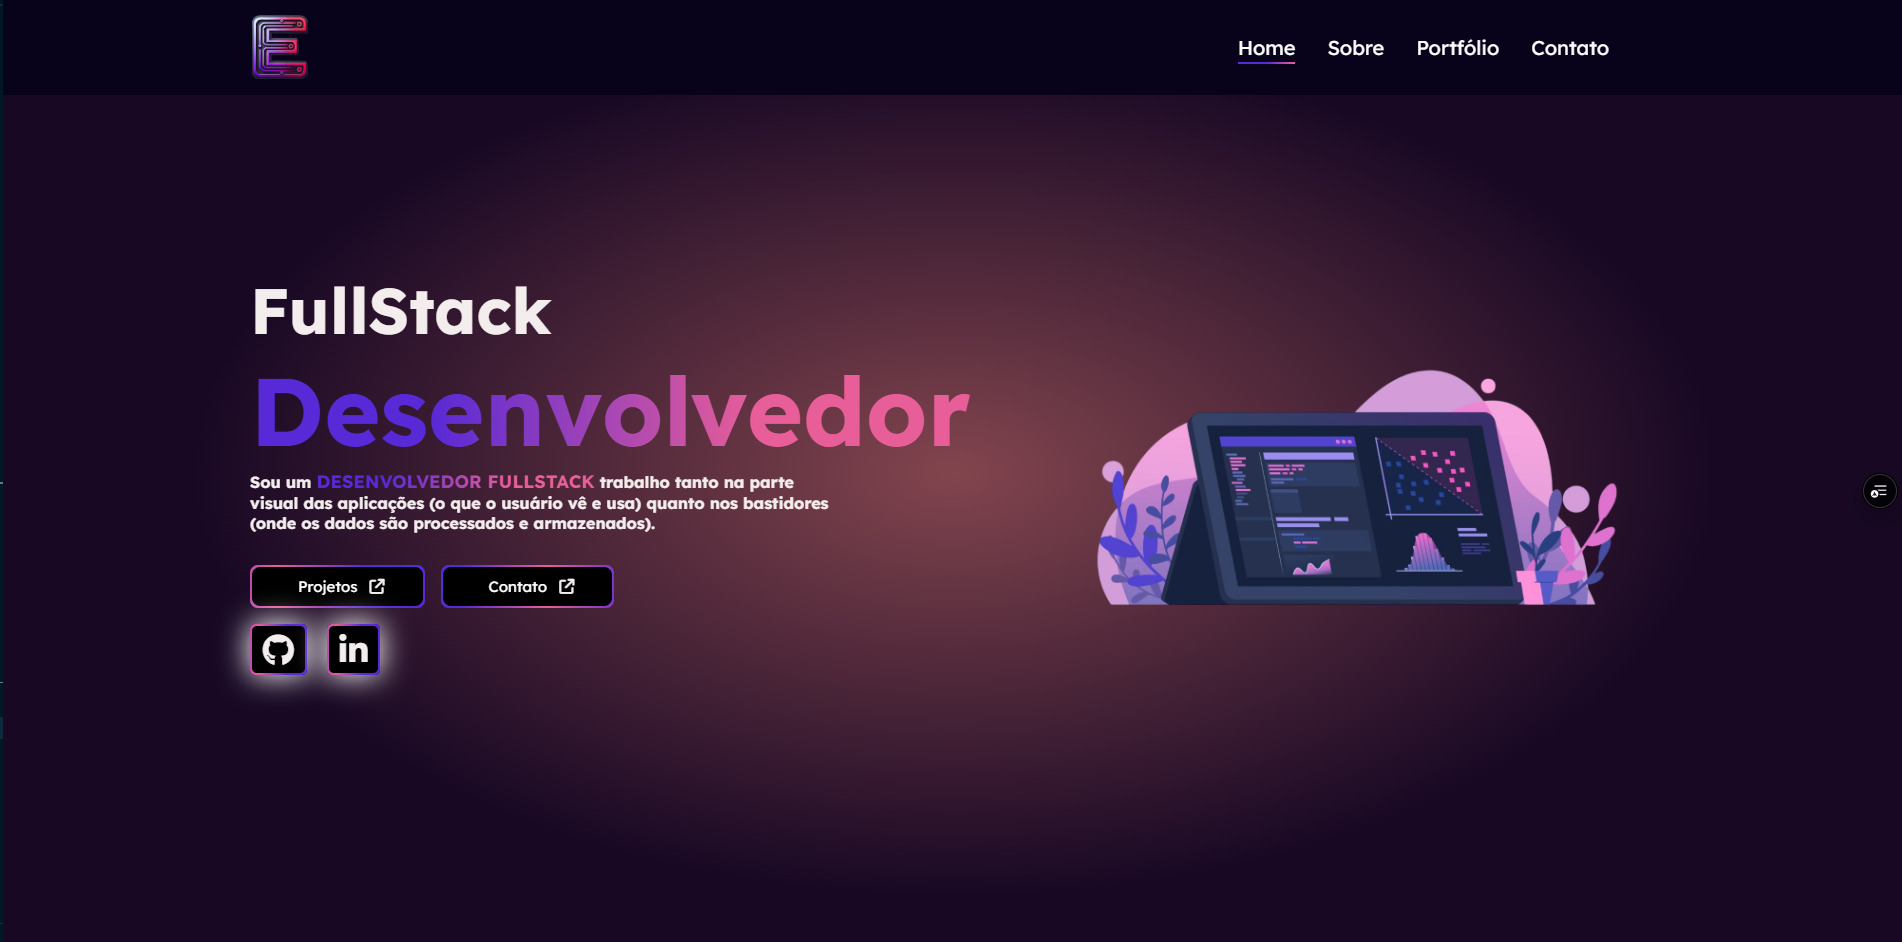 E
Home Sobre Portfólio Contato
FullStack
Desenvolvedor
Sou um DESENVOLVEDOR FULLSTACK trabalho tanto na parte
visual das aplicações (o que o usuário vê e usa) quanto nos bastidores
(onde os dados são processados e armazenados).
Projetos Contato
in